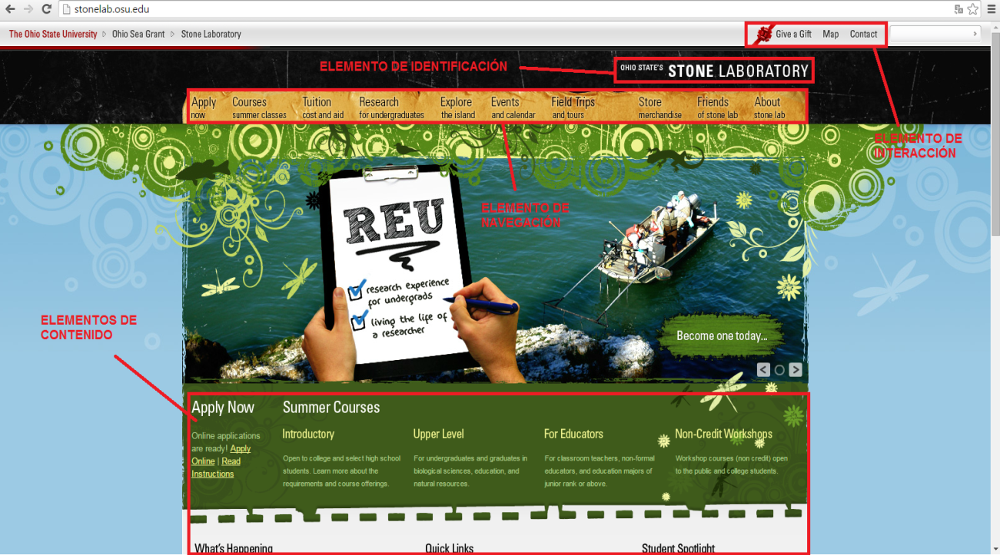 stonelab.osu.edu
The Ohio State University ▷ Ohio Sea Grant ▷ Stone Laboratory
Give a Gift Map Contact
ELEMENTO DE IDENTIFICACIÓN
OHIO STATE'S STONE LABORATORY
Apply Courses Tuition Research Explore Events Field Trips Store Friends About
now summer classes cost and aid for undergraduates the island and calendar and tours merchandise of stone lab stone lab
ELEMENTO DE
INTERACCIÓN
ELEMENTO DE
NAVEGACIÓN
REU
research experience
for undergrads
living the life of
a researcher
ELEMENTOS DE
CONTENIDO
Become one today...
Apply Now
Online applications
are ready! Apply
Online | Read
Instructions
Summer Courses
Introductory
Open to college and select high school
students. Learn more about the
requirements and course offerings.
Upper Level
For undergraduates and graduates in
biological sciences, education, and
natural resources.
For Educators
For classroom teachers, non-formal
educators, and education majors of
junior rank or above.
Non-Credit Workshops
Workshop courses (non credit) open
to the public and college students.
What's Happening Quick Links Student Spotlight